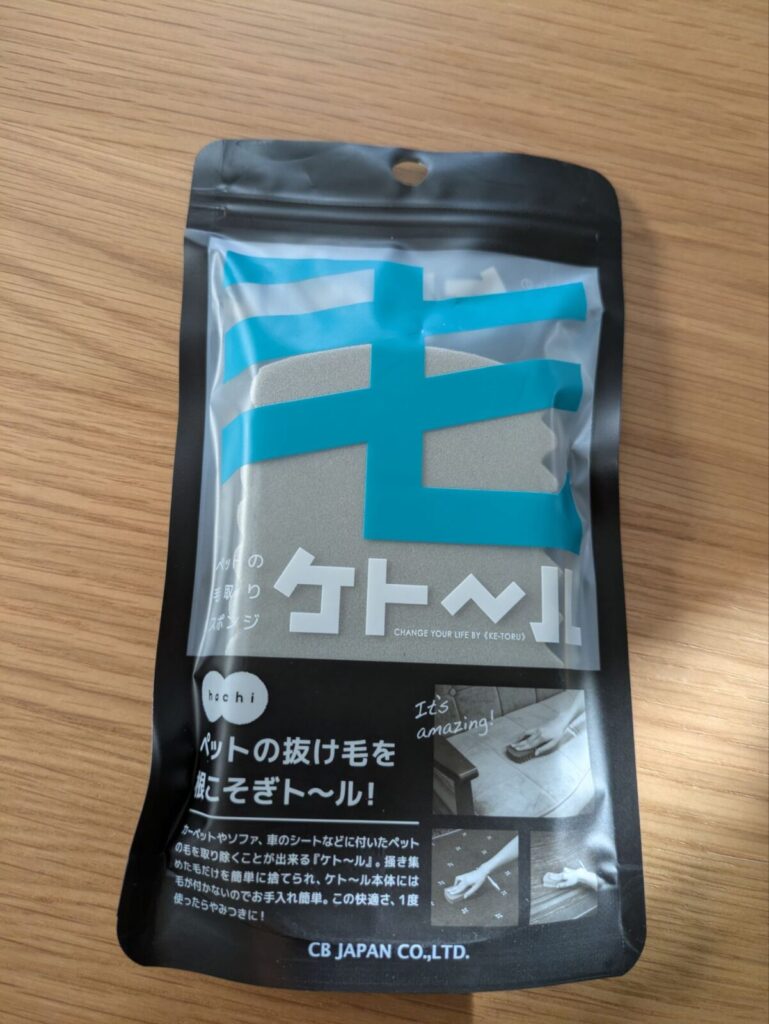 毛
ペットの
毛取り
スポンジ
ケト〜ル
CHANGE YOUR LIFE BY《KE-TORU》
hachi
It's
amazing!
ペットの抜け毛を
根こそぎト〜ル!
カーペットやソファ、車のシートなどに付いたペット
の毛を取り除くことが出来る『ケト〜ル』。掻き集
めた毛だけを簡単に捨てられ、ケト〜ル本体には
毛が付かないのでお手入れ簡単。この快適さ、1度
使ったらやみつきに!
CB JAPAN CO.,LTD.